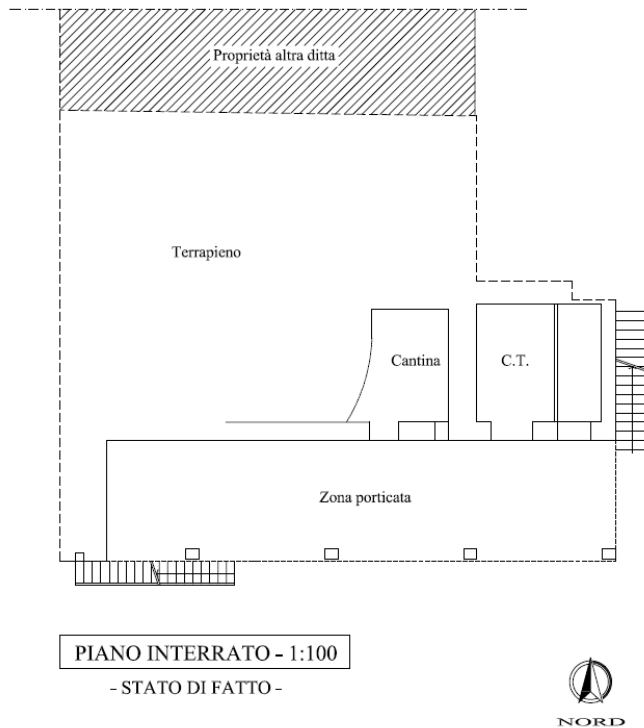 Proprietà altra ditta
Terrapieno
Cantina
C.T.
Zona porticata
PIANO INTERRATO - 1:100
- STATO DI FATTO -
NORD